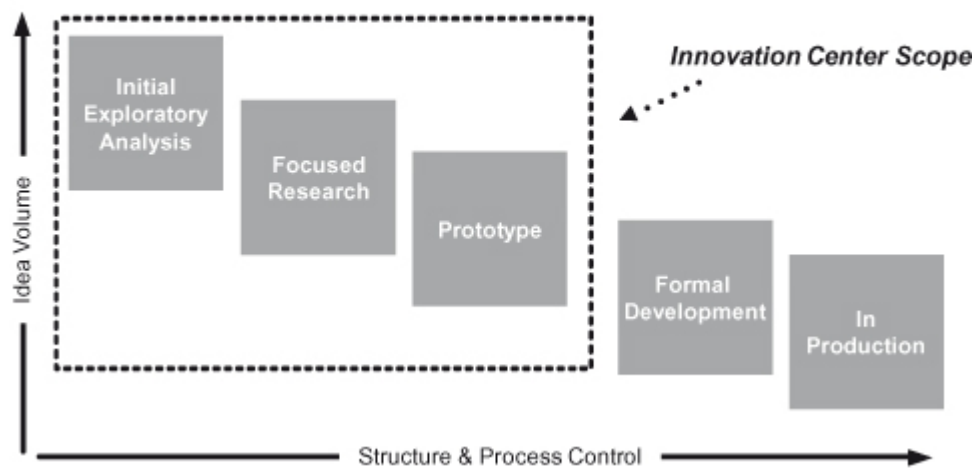 Initial
Exploratory
Analysis
Innovation Center Scope
Focused
Research
Prototype
Formal
Development
In
Production
Idea Volume
Structure & Process Control